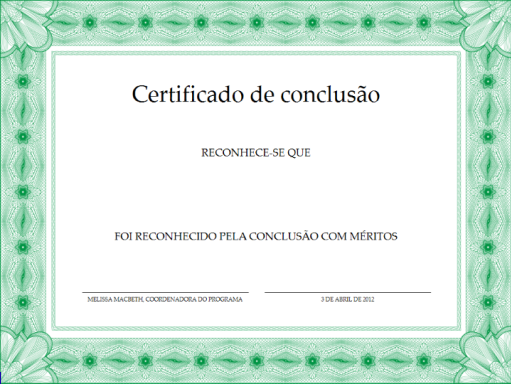 Certificado de conclusão
RECONHECE-SE QUE
FOI RECONHECIDO PELA CONCLUSÃO COM MÉRITOS
MELISSA MACBETH, COORDENADORA DO PROGRAMA
3 DE ABRIL DE 2012